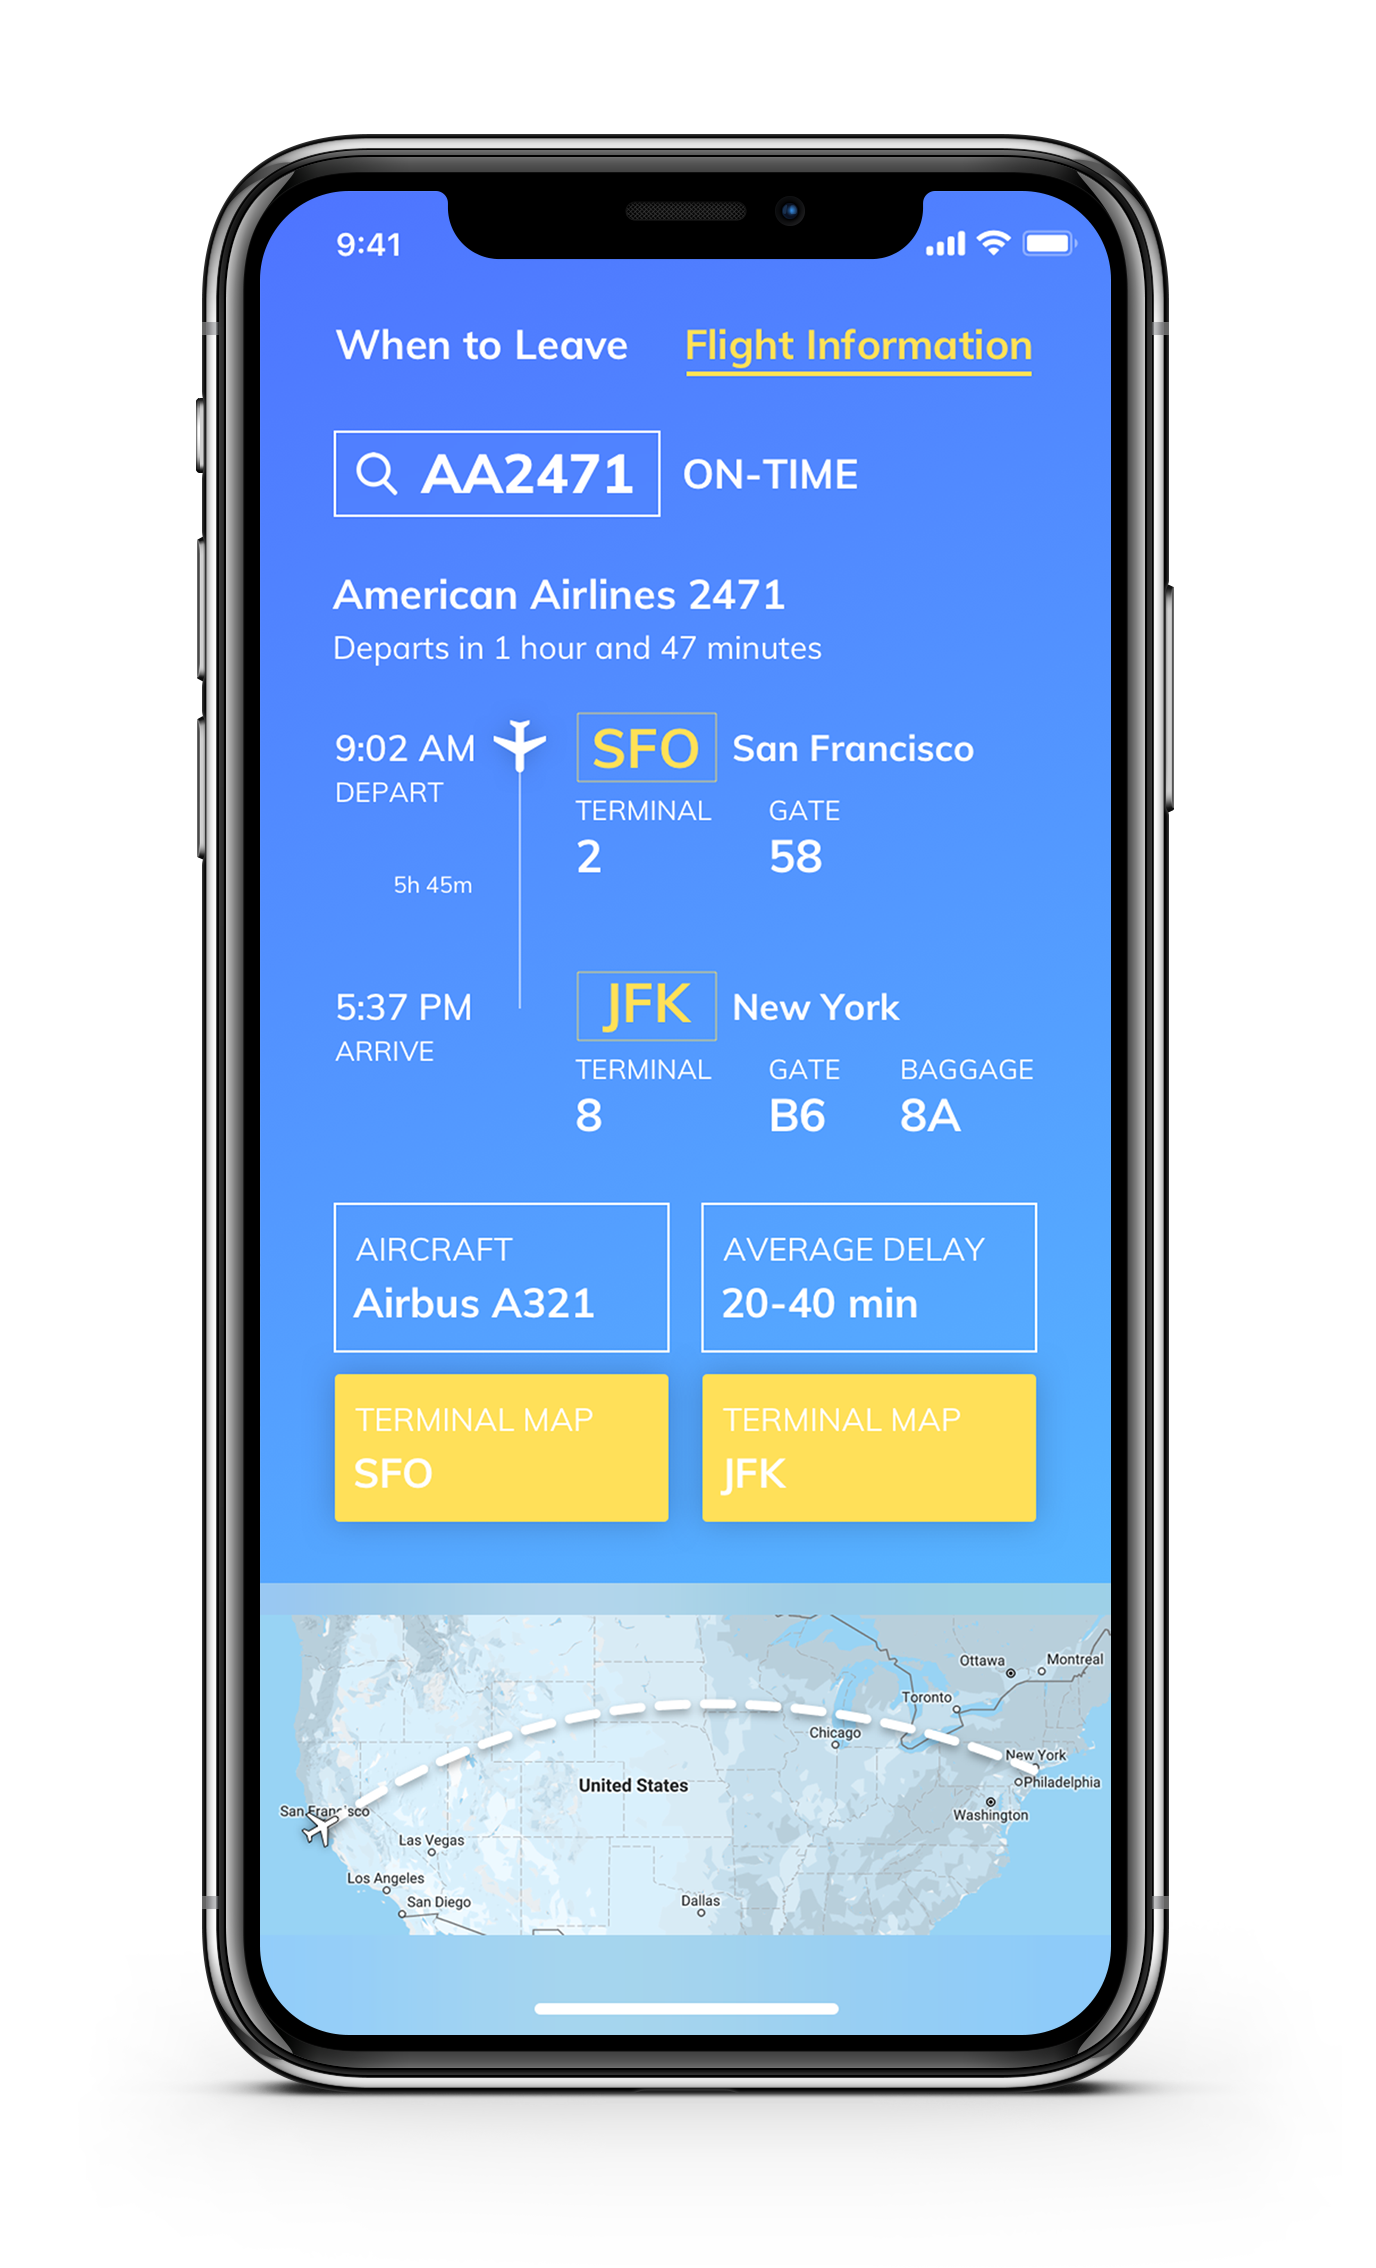 9:41
When to Leave Flight Information
AA2471 ON-TIME
American Airlines 2471
Departs in 1 hour and 47 minutes
9:02 AM SFO San Francisco
DEPART TERMINAL GATE
2 58
5h 45m
5:37 PM JFK New York
ARRIVE TERMINAL GATE BAGGAGE
8 B6 8A
AIRCRAFT AVERAGE DELAY
Airbus A321 20-40 min
TERMINAL MAP TERMINAL MAP
SFO JFK
Ottawa Montreal
Toronto
Chicago
New York
United States Philadelphia
San Francisco Washington
Las Vegas
Los Angeles
San Diego Dallas